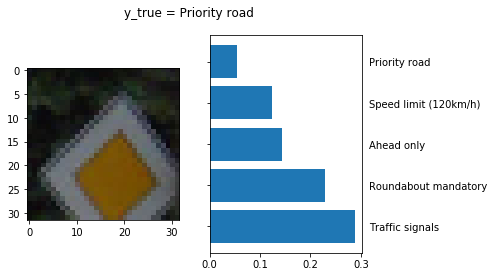 y_true = Priority road
0
5
10
15
20
25
30
0
10
20
30
Priority road
Speed limit (120km/h)
Ahead only
Roundabout mandatory
Traffic signals
0.0
0.1
0.2
0.3